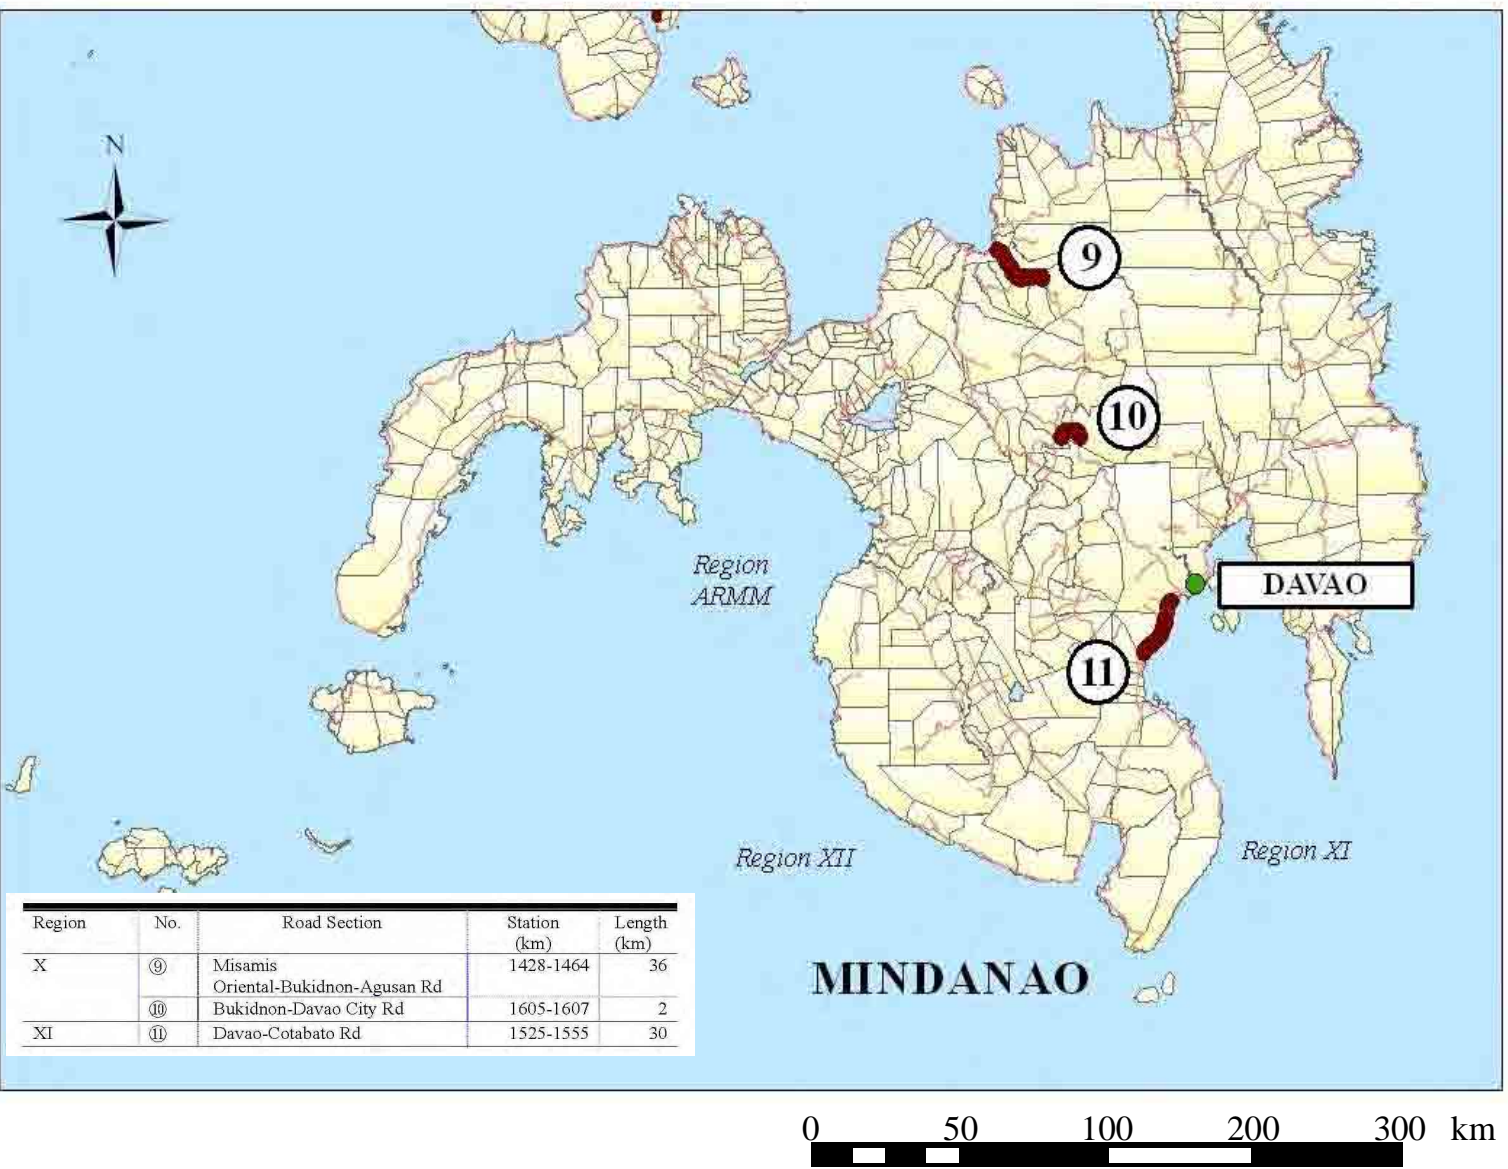 N
9
10
Region
ARMM
DAVAO
11
Region XII
Region XI
MINDANAO
Region No. Road Section Station (km) Length (km)
X ⑨ Misamis Oriental-Bukidnon-Agusan Rd 1428-1464 36
⑩ Bukidnon-Davao City Rd 1605-1607 2
XI ⑪ Davao-Cotabato Rd 1525-1555 30
0 50 100 200 300 km